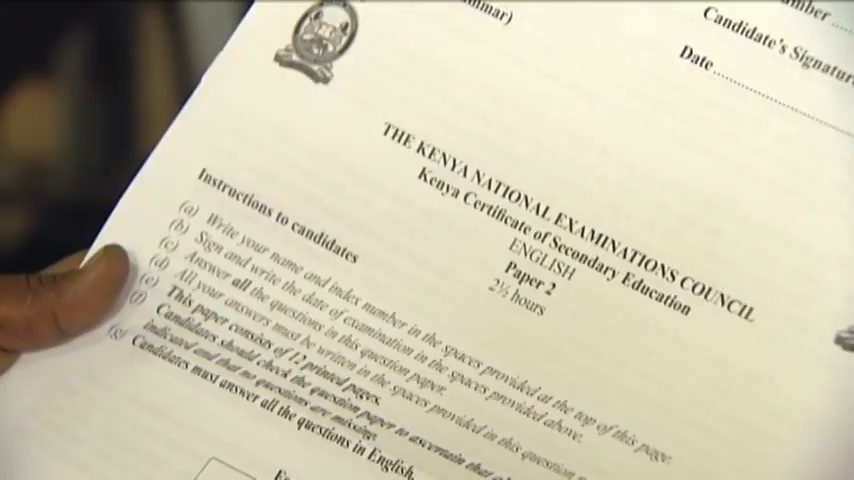 mmar)
mber ....
Candidate's Signature
Date..............................
THE KENYA NATIONAL EXAMINATIONS COUNCIL
Kenya Certificate of Secondary Education
ENGLISH
Paper 2
2½ hours
Instructions to candidates
(a) Write your name and index number in the spaces provided at the top of this page.
(b) Sign and write the date of examination in the spaces provided above.
(c) Answer all the questions in this question paper.
(d) All your answers must be written in the spaces provided in this question
(e) This paper consists of 12 printed pages.
(f) Candidates should check the question paper to ascertain that
indicated and that no questions are missing.
(g) Candidates must answer all the questions in English.